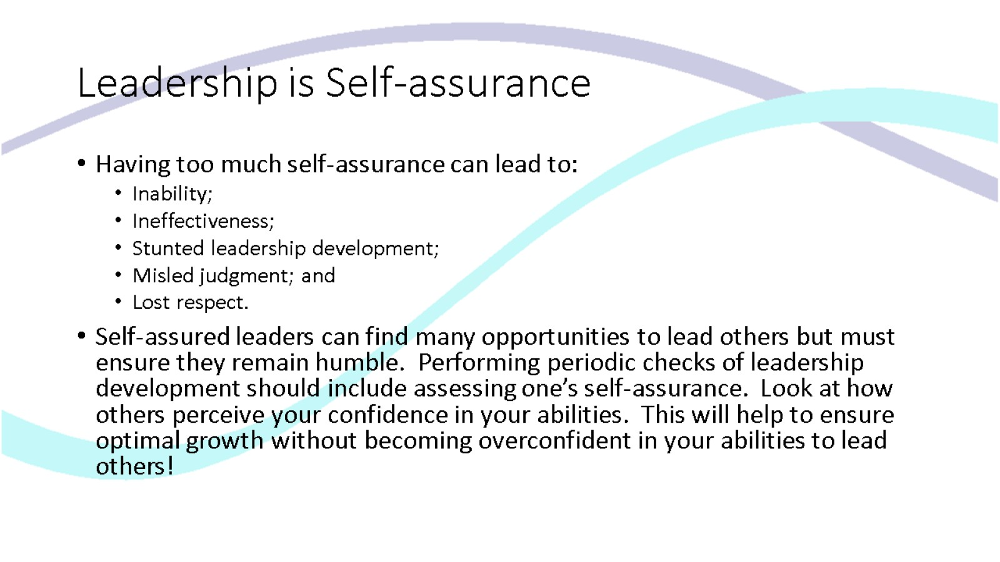 Leadership is Self-assurance
• Having too much self-assurance can lead to:
• Inability;
• Ineffectiveness;
• Stunted leadership development;
• Misled judgment; and
• Lost respect.
• Self-assured leaders can find many opportunities to lead others but must
ensure they remain humble.  Performing periodic checks of leadership
development should include assessing one’s self-assurance.  Look at how
others perceive your confidence in your abilities.  This will help to ensure
optimal growth without becoming overconfident in your abilities to lead
others!